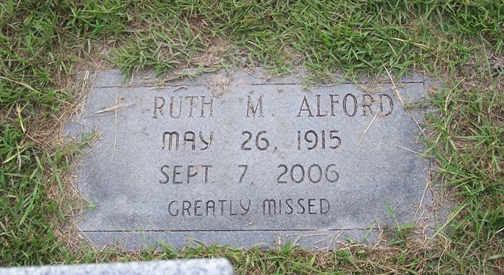 RUTH M. ALFORD
MAY 26, 1915
SEPT. 7, 2006
GREATLY MISSED